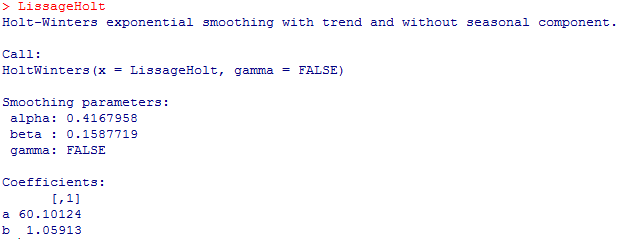 > LissageHolt
Holt-Winters exponential smoothing with trend and without seasonal component.
Call:
HoltWinters(x = LissageHolt, gamma = FALSE)
Smoothing parameters:
alpha: 0.4167958
beta : 0.1587719
gamma: FALSE
Coefficients:
[,1]
a 60.10124
b  1.05913